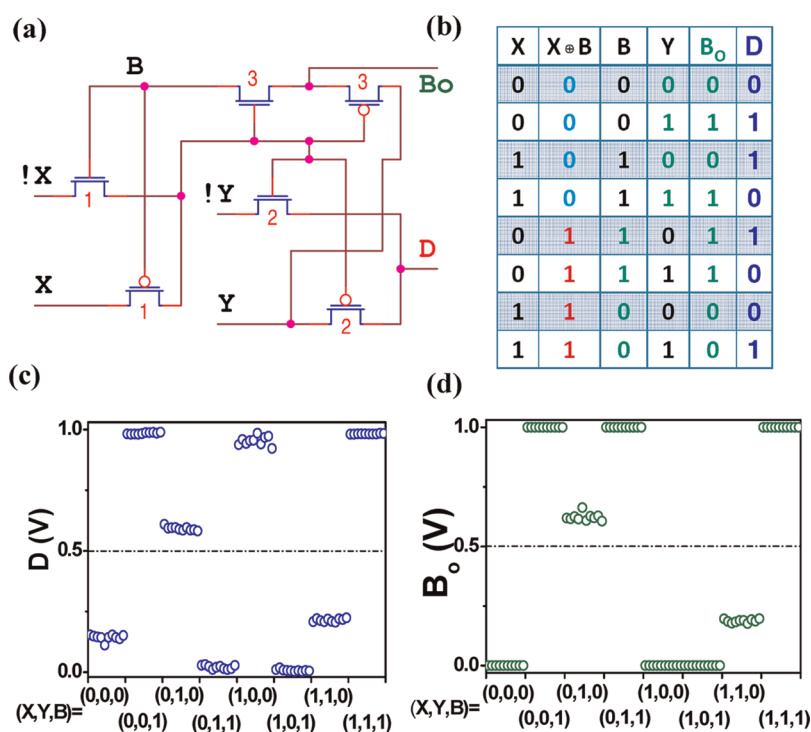 (a)
B
3
3
Bo
!X
1
!Y
2
D
X
1
Y
2
(b)
X X⊕B B Y Bo D
0 0 0 0 0 0
0 0 0 1 1 1
1 0 1 0 0 1
1 0 1 1 1 0
0 1 1 0 1 1
0 1 1 1 1 0
1 1 0 0 0 0
1 1 0 1 0 1
(c)
D (V)
1.0
0.5
0.0
(X,Y,B)=
(0,0,0) (0,1,0) (1,0,0) (1,1,0)
(0,0,1) (0,1,1) (1,0,1) (1,1,1)
(d)
Bo (V)
1.0
0.5
0.0
(X,Y,B)=
(0,0,0) (0,1,0) (1,0,0) (1,1,0)
(0,0,1) (0,1,1) (1,0,1) (1,1,1)